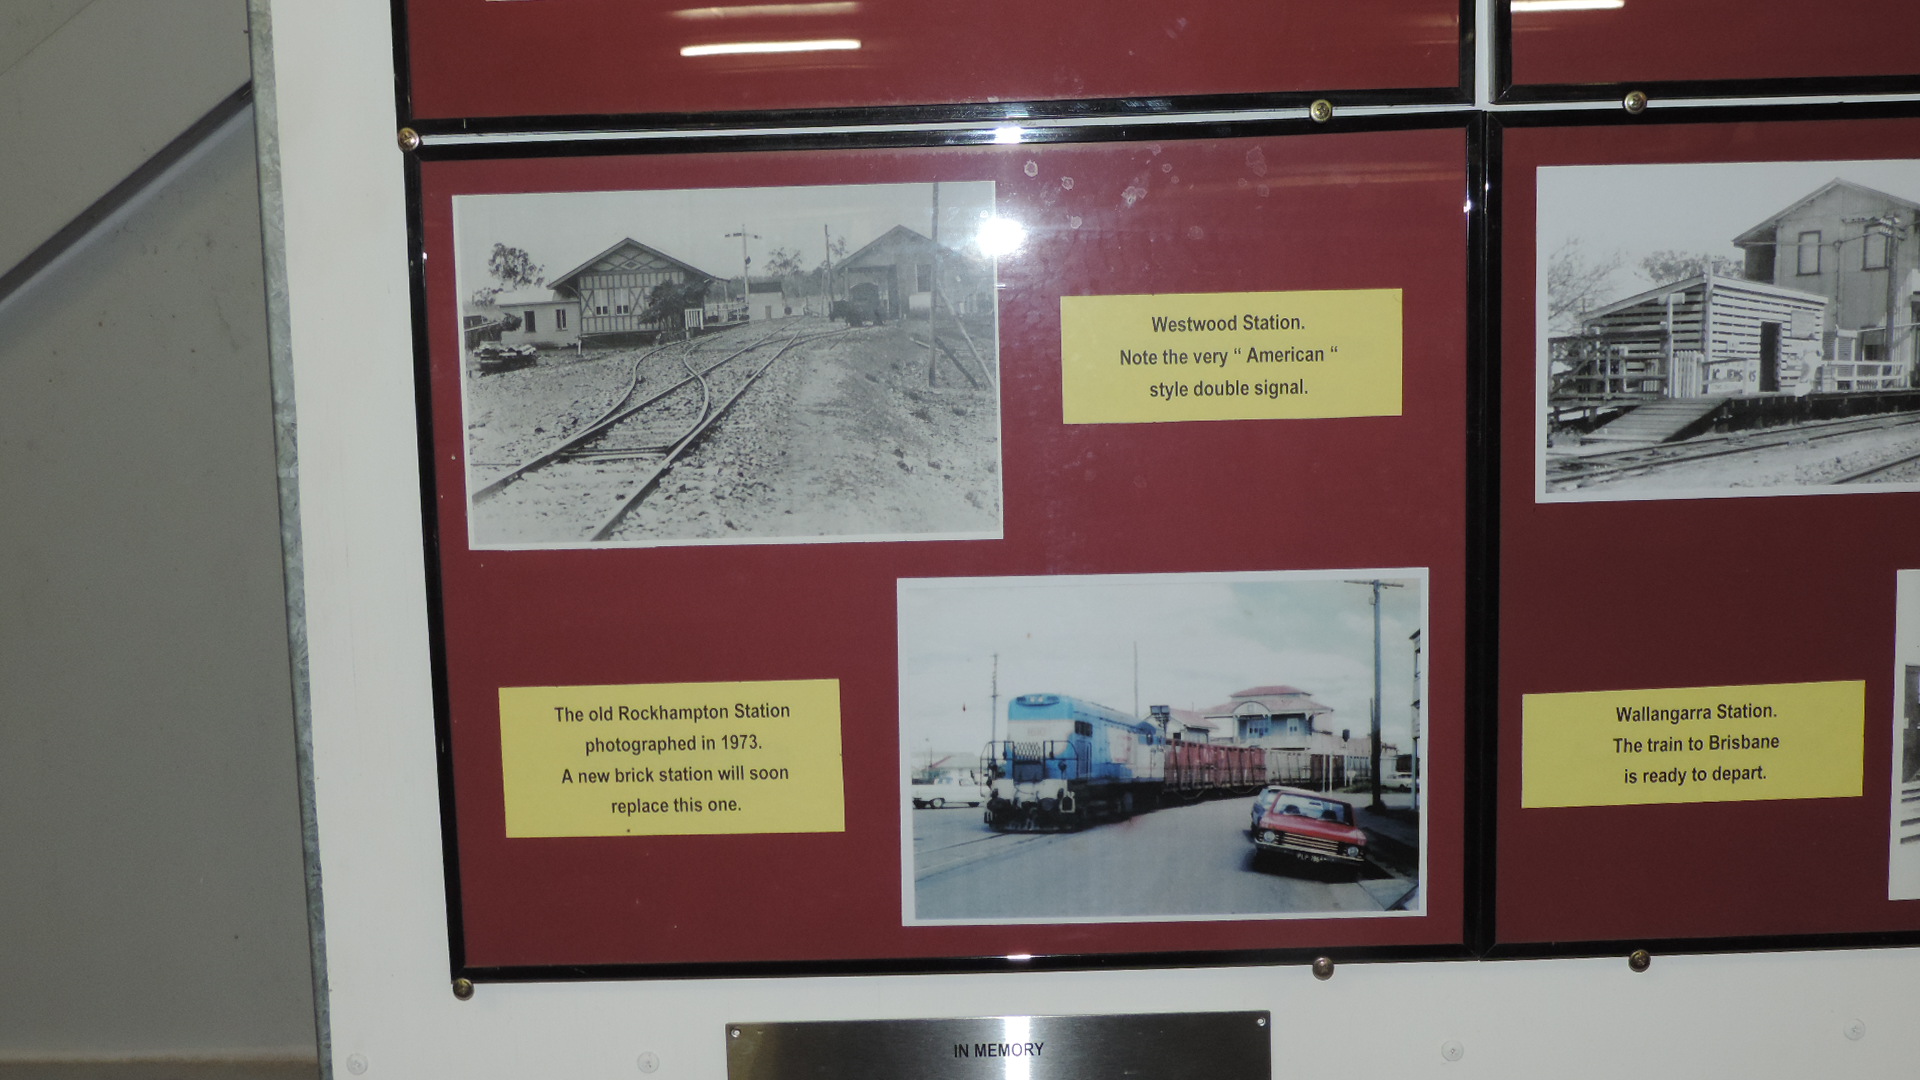 Westwood Station.
Note the very “ American “
style double signal.
The old Rockhampton Station
photographed in 1973.
A new brick station will soon
replace this one.
Wallangarra Station.
The train to Brisbane
is ready to depart.
IN MEMORY